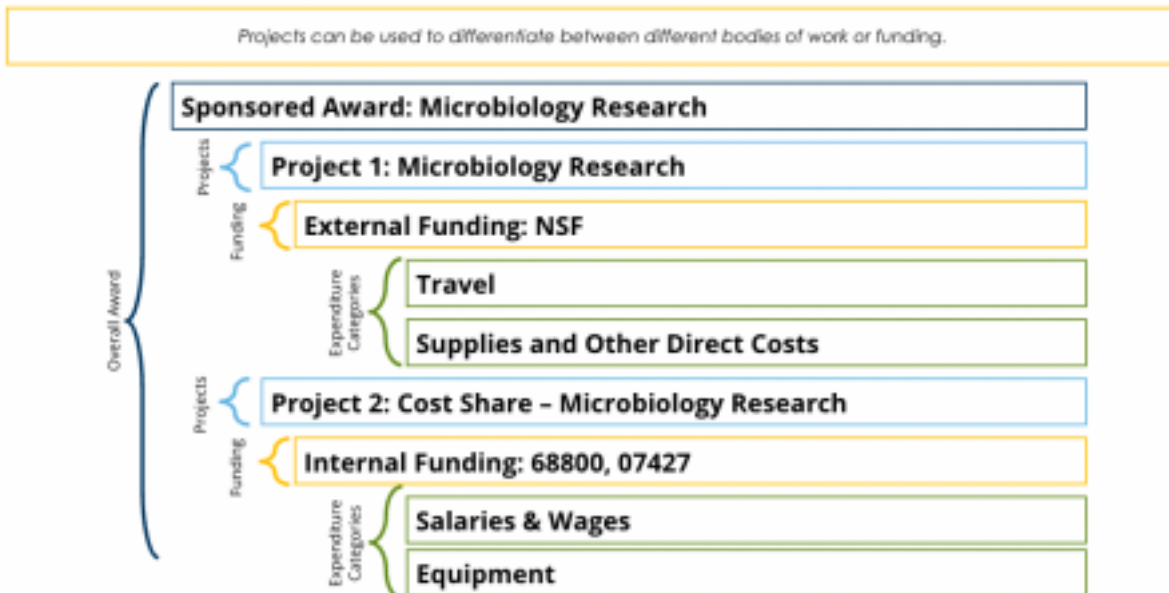 Projects can be used to differentiate between different bodies of work or funding.
Sponsored Award: Microbiology Research
Projects
Project 1: Microbiology Research
Funding
External Funding: NSF
Overall Award
Expenditure
Categories
Travel
Supplies and Other Direct Costs
Projects
Project 2: Cost Share – Microbiology Research
Funding
Internal Funding: 68800, 07427
Expenditure
Categories
Salaries & Wages
Equipment